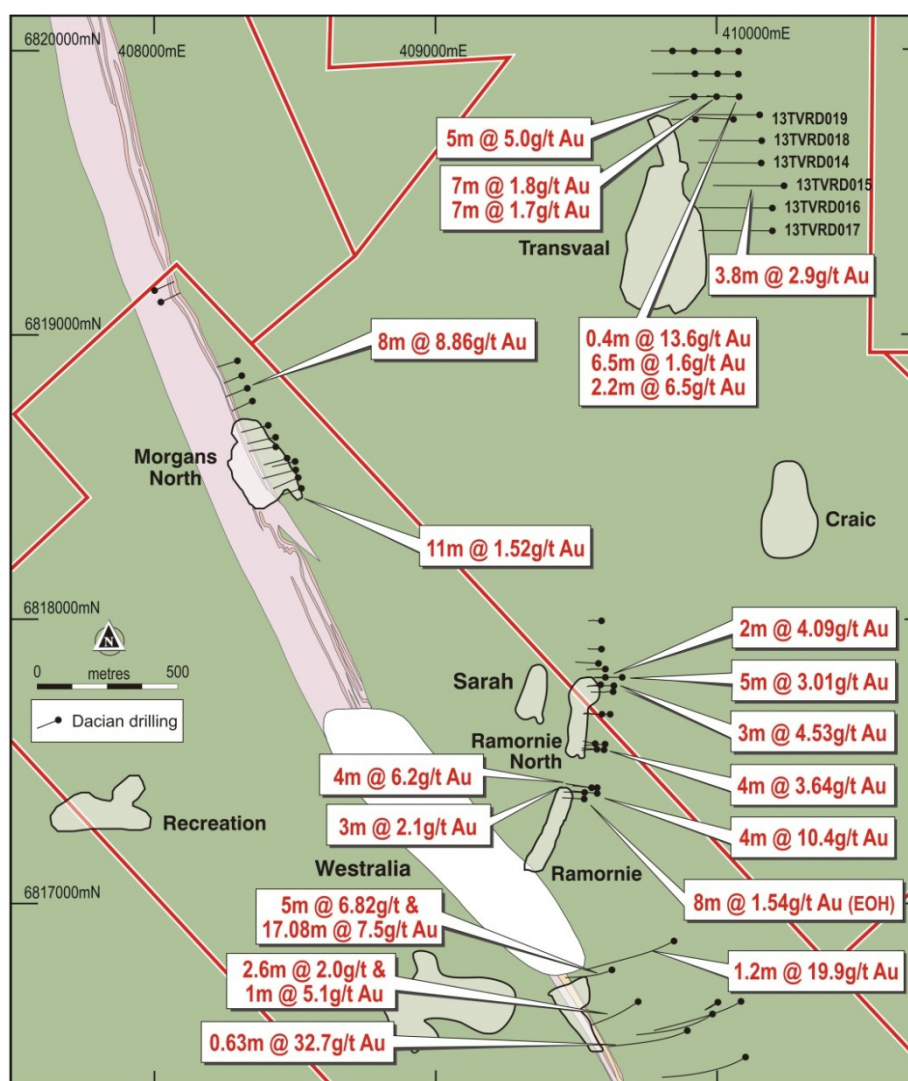 6820000mN
408000mE
409000mE
410000mE
13TVRD019
13TVRD018
13TVRD014
13TVRD015
13TVRD016
13TVRD017
5m @ 5.0g/t Au
7m @ 1.8g/t Au
7m @ 1.7g/t Au
Transvaal
3.8m @ 2.9g/t Au
6819000mN
8m @ 8.86g/t Au
0.4m @ 13.6g/t Au
6.5m @ 1.6g/t Au
2.2m @ 6.5g/t Au
Morgans
North
Craic
11m @ 1.52g/t Au
6818000mN
N
0 metres 500
Dacian drilling
2m @ 4.09g/t Au
Sarah
5m @ 3.01g/t Au
3m @ 4.53g/t Au
Ramornie
North
4m @ 6.2g/t Au
4m @ 3.64g/t Au
Recreation
3m @ 2.1g/t Au
4m @ 10.4g/t Au
Westralia
Ramornie
6817000mN
5m @ 6.82g/t &
17.08m @ 7.5g/t Au
8m @ 1.54g/t Au (EOH)
2.6m @ 2.0g/t &
1m @ 5.1g/t Au
1.2m @ 19.9g/t Au
0.63m @ 32.7g/t Au